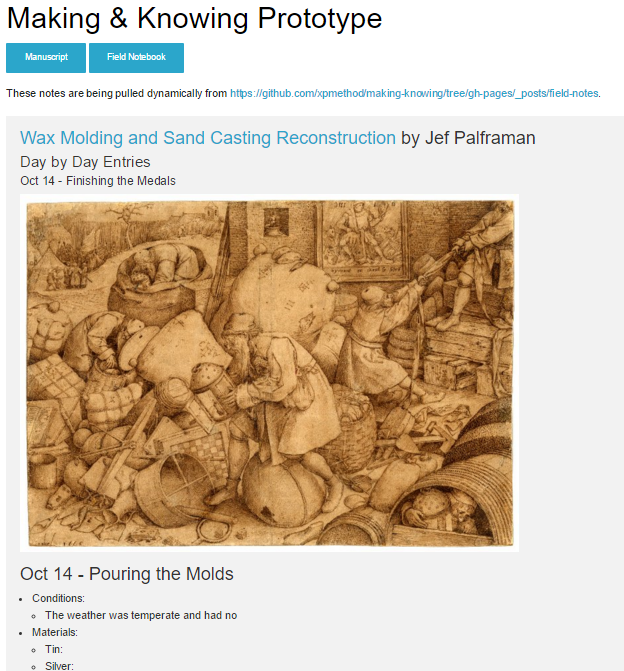 Making & Knowing Prototype
Manuscript Field Notebook
These notes are being pulled dynamically from https://github.com/xpmethod/making-knowing/tree/gh-pages/_posts/field-notes.
Wax Molding and Sand Casting Reconstruction by Jef Palframan
Day by Day Entries
Oct 14 - Finishing the Medals
Oct 14 - Pouring the Molds
Conditions:
The weather was temperate and had no
Materials:
Tin:
Silver: